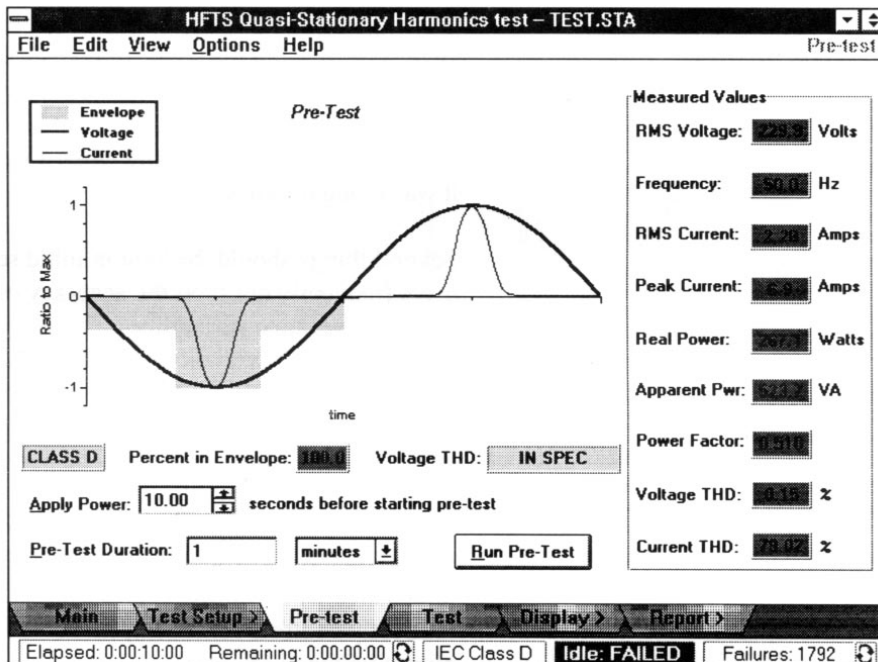 HFTS Quasi-Stationary Harmonics test – TEST.STA
File Edit View Options Help Pre-test
Envelope
Voltage
Current
Pre-Test
Ratio to Max
1
0
-1
time
Measured Values
RMS Voltage: 229.9 Volts
Frequency: 50.0 Hz
RMS Current: 2.28 Amps
Peak Current: 6.9 Amps
Real Power: 267.1 Watts
Apparent Pwr: 523.7 VA
Power Factor: 0.510
Voltage THD: 0.15 %
Current THD: 79.02 %
CLASS D Percent in Envelope: 100.0 Voltage THD: IN SPEC
Apply Power: 10.00 seconds before starting pre-test
Pre-Test Duration: 1 minutes Run Pre-Test
Main Test Setup > Pre-test Test Display > Report >
Elapsed: 0:00:10:00 Remaining: 0:00:00:00 IEC Class D Idle: FAILED Failures: 1792